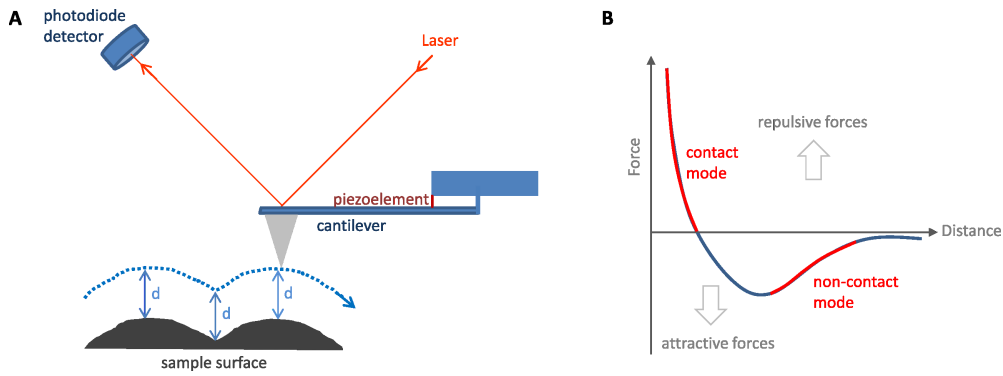 A
photodiode
detector
Laser
piezoelement
cantilever
d
d
d
sample surface
B
Force
repulsive forces
contact
mode
Distance
non-contact
mode
attractive forces